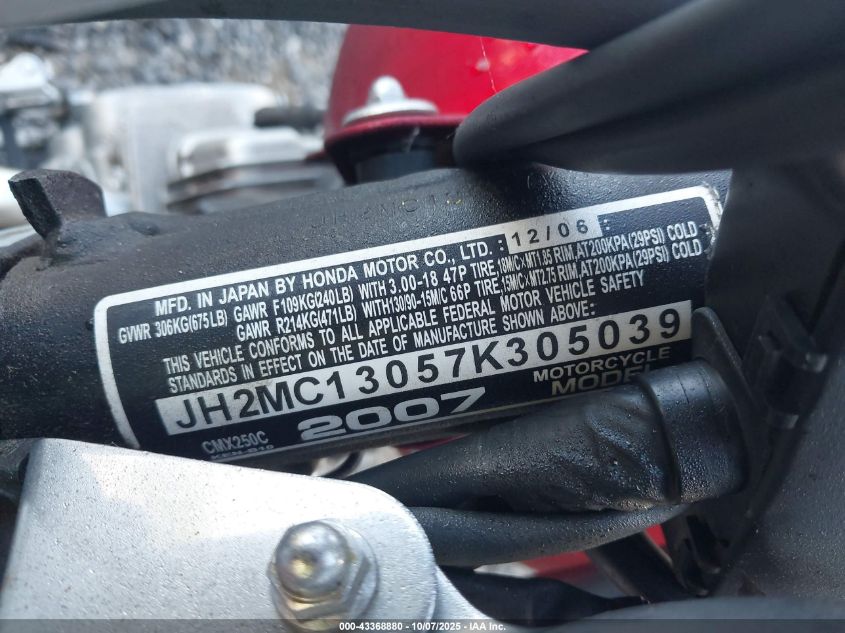 MFD. IN JAPAN BY HONDA MOTOR CO., LTD.: 12/06 :
GVWR 306KG(675LB) GAWR F109KG(240LB) WITH 3.00-18 47P TIRE,18M/C×MT1.85 RIM,AT200KPA(29PSI) COLD
GAWR R214KG(471LB) WITH130/90-15M/C 66P TIRE,15M/C×MT2.75 RIM,AT200KPA(29PSI) COLD
THIS VEHICLE CONFORMS TO ALL APPLICABLE FEDERAL MOTOR VEHICLE SAFETY
STANDARDS IN EFFECT ON THE DATE OF MANUFACTURE SHOWN ABOVE:
JH2MC13057K305039
CMX250C 2007 MOTORCYCLE
MODEL
000-43368880 - 10/07/2025 - IAA, Inc.